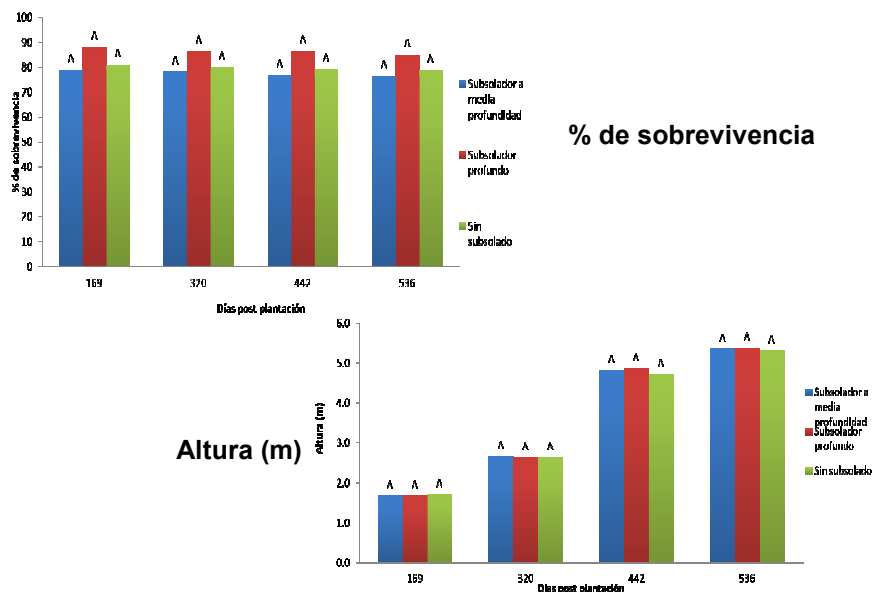 100
90
80
70
60
50
40
30
20
10
0
% de sobrevivencia
A A A A A A A A A A A A
169 320 442 536
Días post plantación
Subsolador a
media
profundidad
Subsolador
profundo
Sin
subsolado
% de sobrevivencia
Altura (m)
6.0
5.0
4.0
3.0
2.0
1.0
0.0
Altura (m)
A A A A A A A A A A A A
169 320 442 536
Días post plantación
Subsolador a
media
profundidad
Subsolador
profundo
Sin subsolado